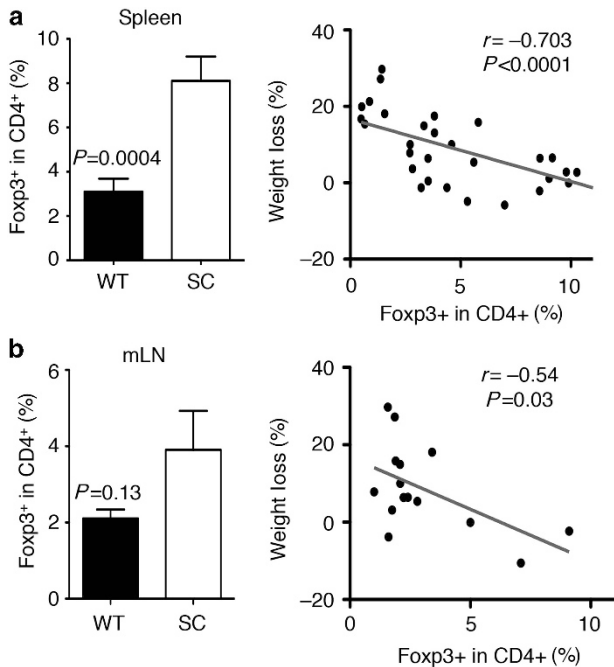 a
Spleen
Foxp3⁺ in CD4⁺ (%)
10
8
6
4
2
0
P=0.0004
WT
SC
r= −0.703
P<0.0001
Weight loss (%)
40
20
0
−20
0
5
10
Foxp3+ in CD4+ (%)
b
mLN
Foxp3⁺ in CD4⁺ (%)
6
4
2
0
P=0.13
WT
SC
r= −0.54
P=0.03
Weight loss (%)
40
20
0
−20
0
5
10
Foxp3+ in CD4+ (%)